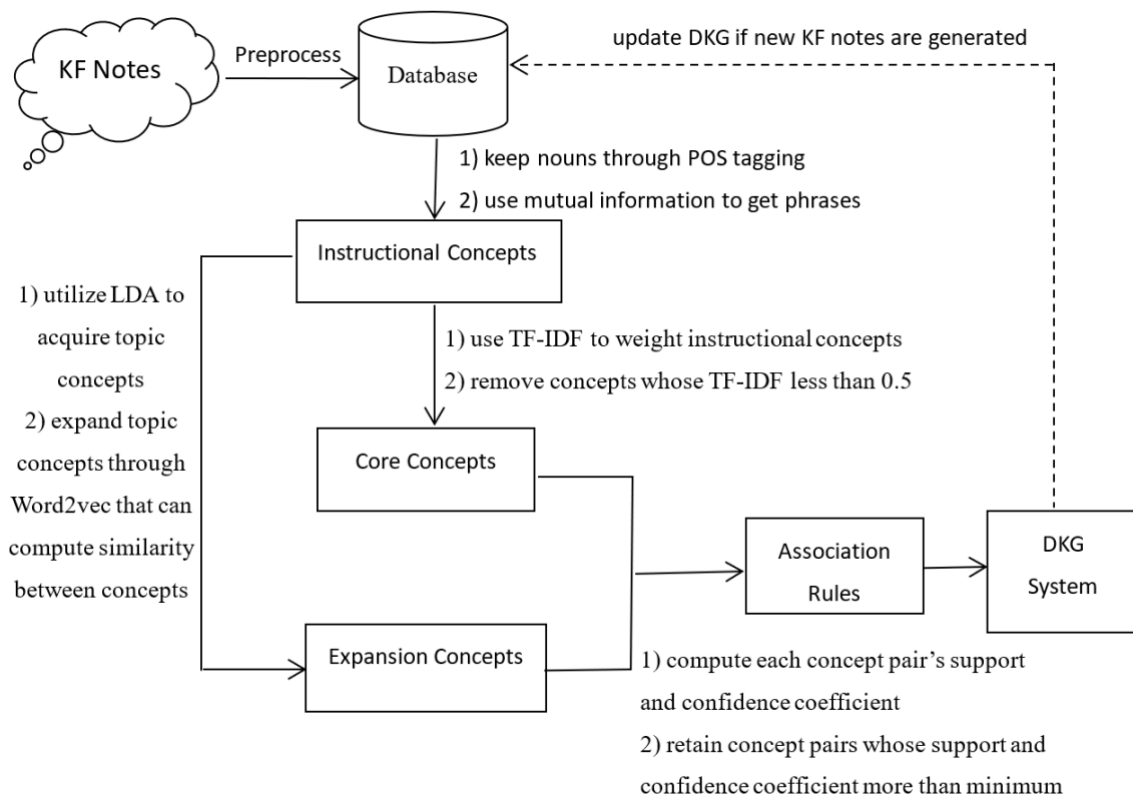 KF Notes
Preprocess
Database
update DKG if new KF notes are generated
1) keep nouns through POS tagging
2) use mutual information to get phrases
Instructional Concepts
1) utilize LDA to
acquire topic
concepts
2) expand topic
concepts through
Word2vec that can
compute similarity
between concepts
1) use TF-IDF to weight instructional concepts
2) remove concepts whose TF-IDF less than 0.5
Core Concepts
Expansion Concepts
Association
Rules
DKG
System
1) compute each concept pair’s support
and confidence coefficient
2) retain concept pairs whose support and
confidence coefficient more than minimum